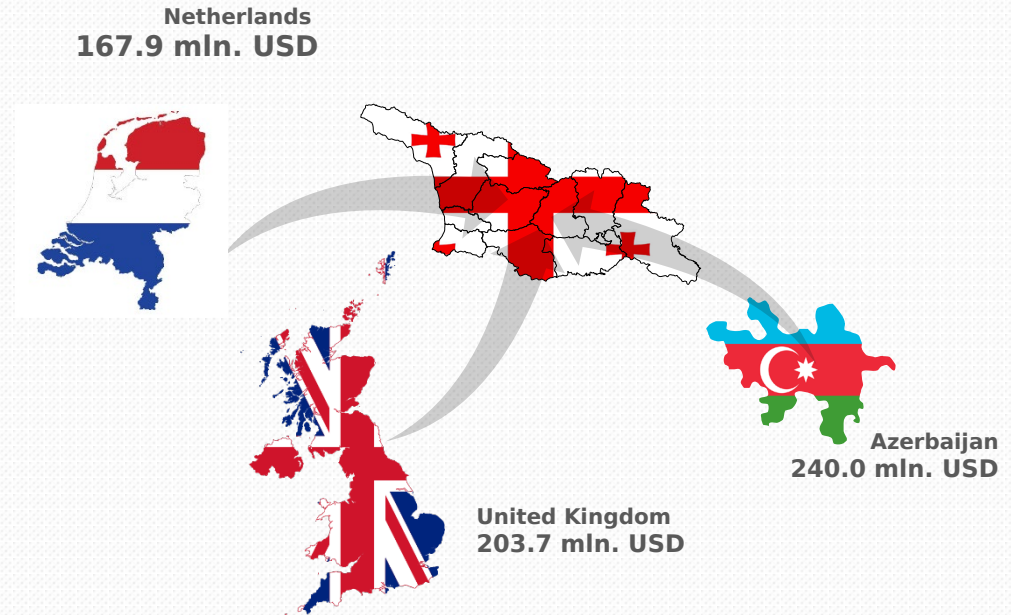 Netherlands
167.9 mln. USD
Azerbaijan
240.0 mln. USD
United Kingdom
203.7 mln. USD